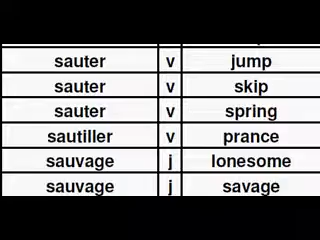 sauter v jump
sauter v skip
sauter v spring
sautiller v prance
sauvage j lonesome
sauvage j savage